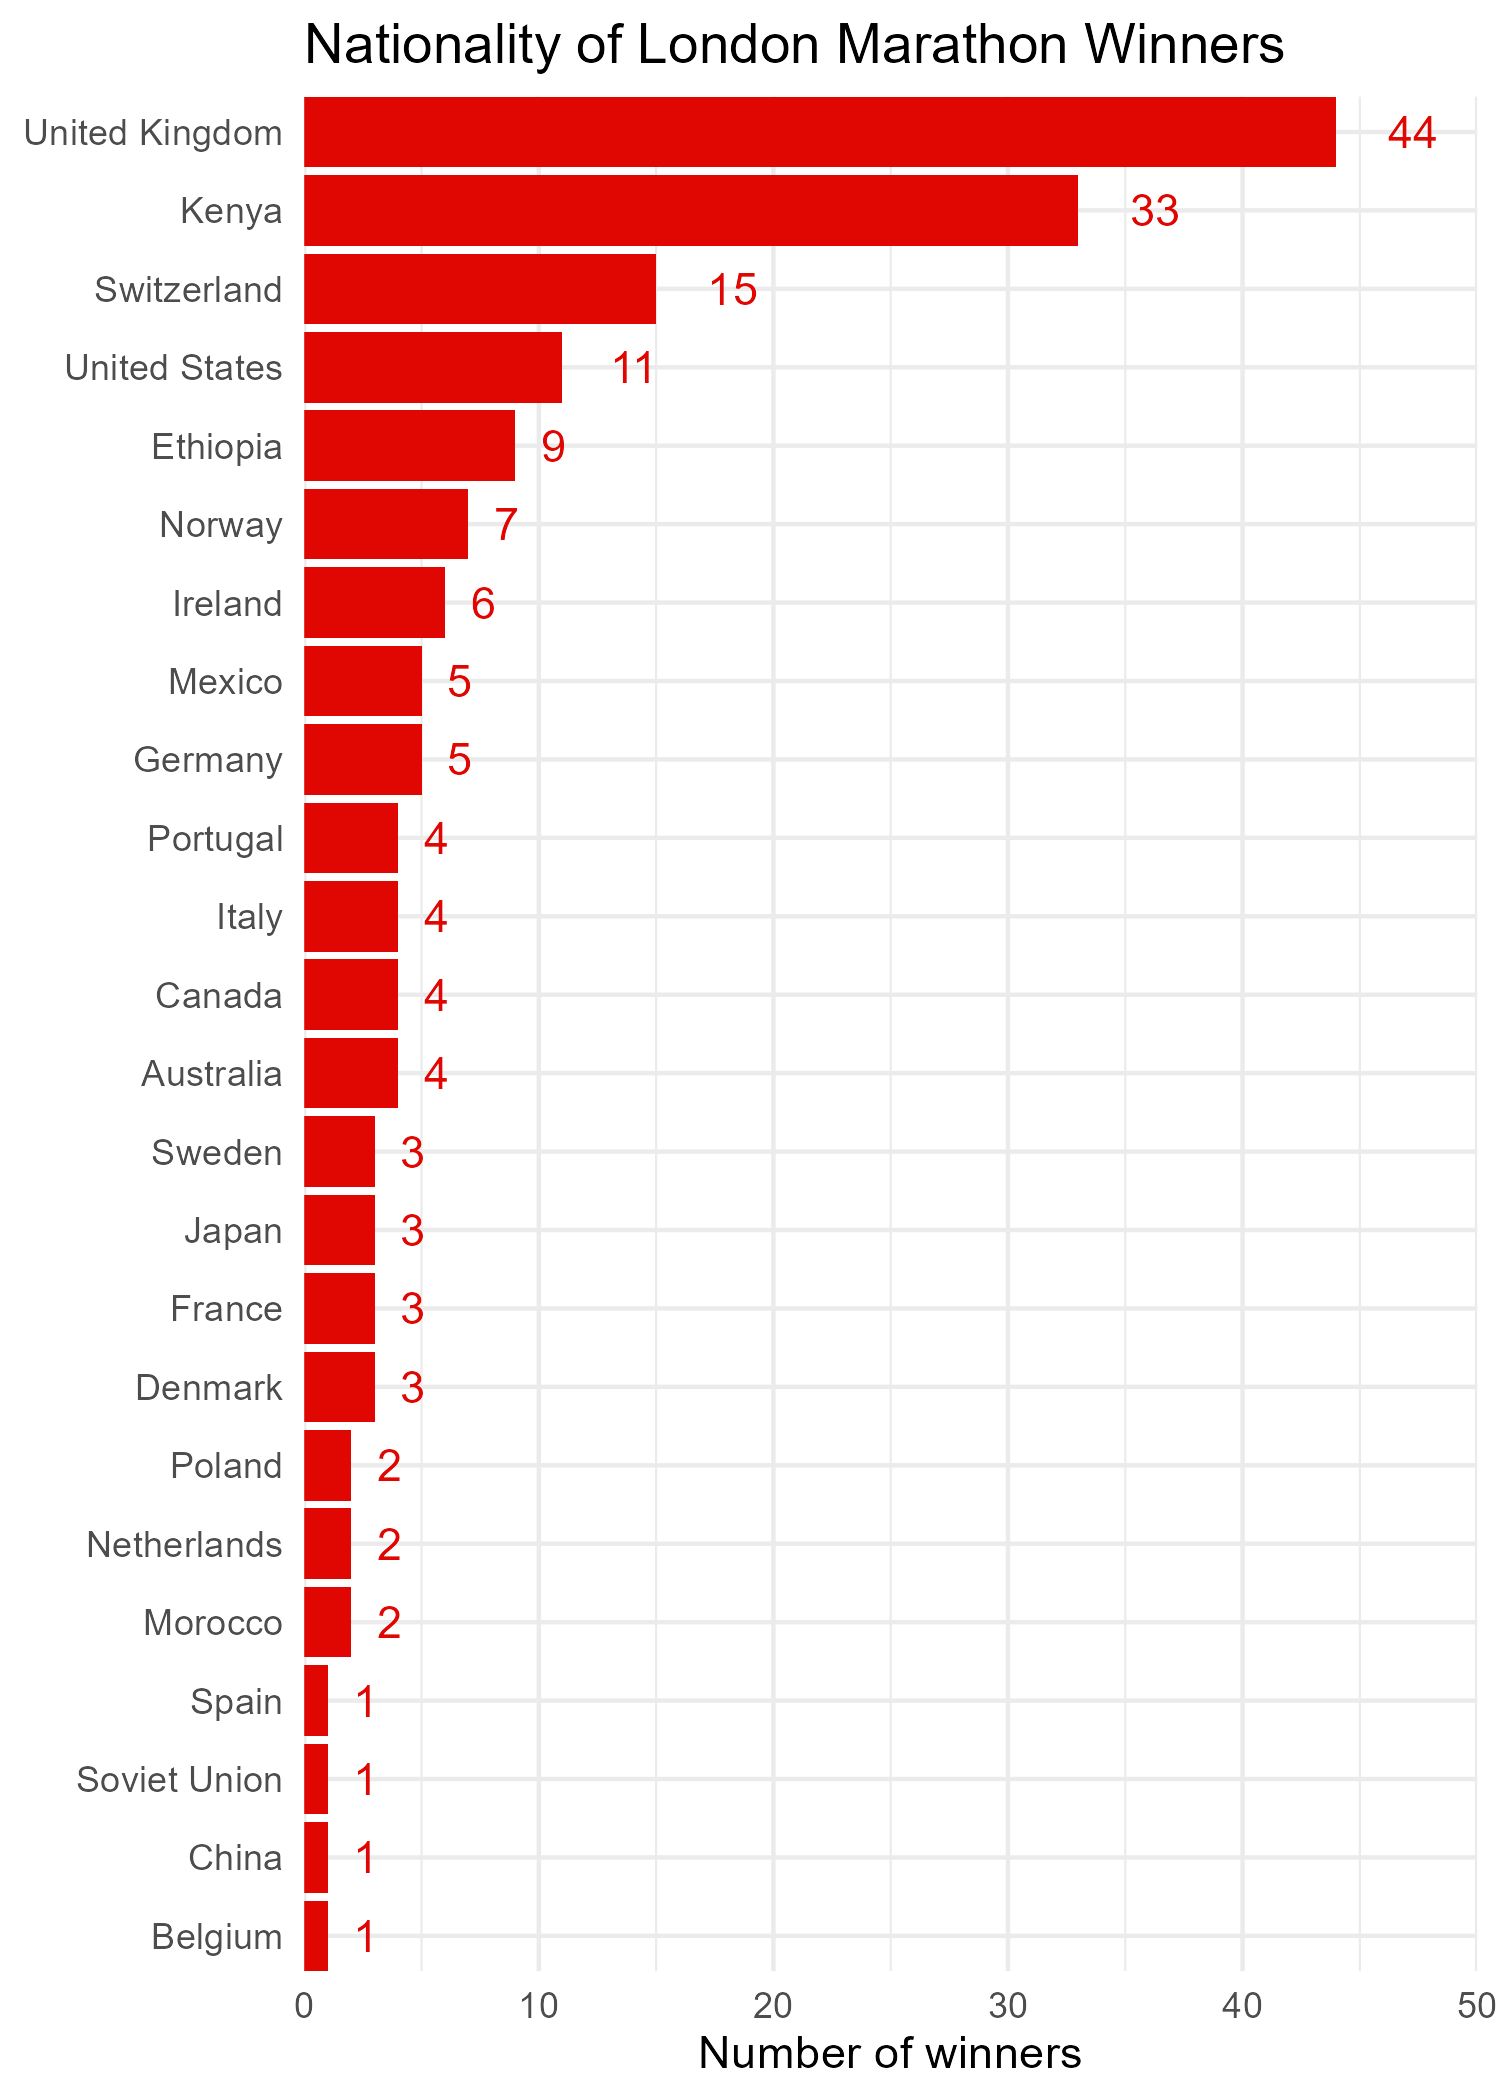 Nationality of London Marathon Winners
United Kingdom 44
Kenya 33
Switzerland 15
United States 11
Ethiopia 9
Norway 7
Ireland 6
Mexico 5
Germany 5
Portugal 4
Italy 4
Canada 4
Australia 4
Sweden 3
Japan 3
France 3
Denmark 3
Poland 2
Netherlands 2
Morocco 2
Spain 1
Soviet Union 1
China 1
Belgium 1
0 10 20 30 40 50
Number of winners